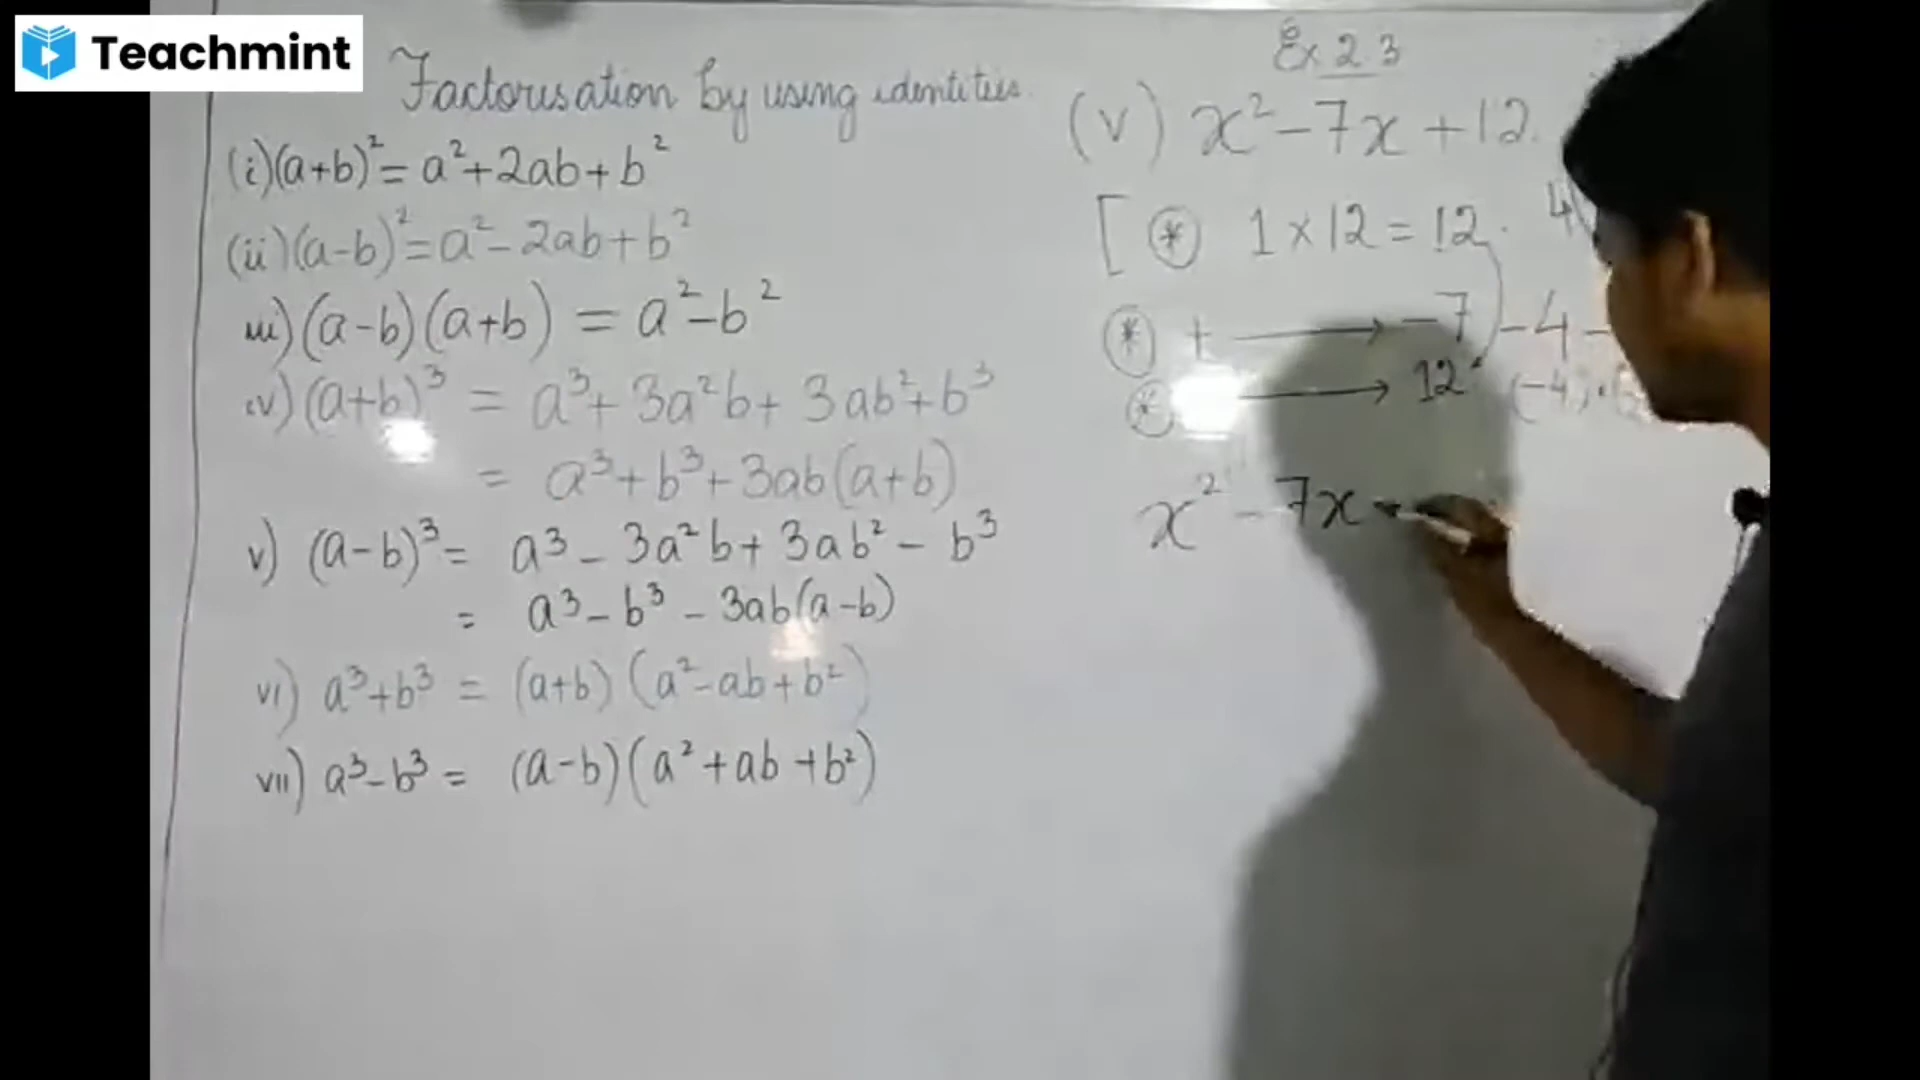 Teachmint
Factorisation by using identities.
(i) (a+b)² = a² + 2ab + b²
(ii) (a-b)² = a² - 2ab + b²
iii) (a-b)(a+b) = a² - b²
iv) (a+b)³ = a³ + 3a²b + 3ab² + b³
= a³ + b³ + 3ab(a+b)
v) (a-b)³ = a³ - 3a²b + 3ab² - b³
= a³ - b³ - 3ab(a-b)
vi) a³+b³ = (a+b) (a²-ab+b²)
vii) a³-b³ = (a-b)(a²+ab+b²)
Ex 2.3
(v) x² - 7x + 12.
[ * 1 × 12 = 12. 4
* + → -7 -4 -
* → 12 (-4)
x² - 7x